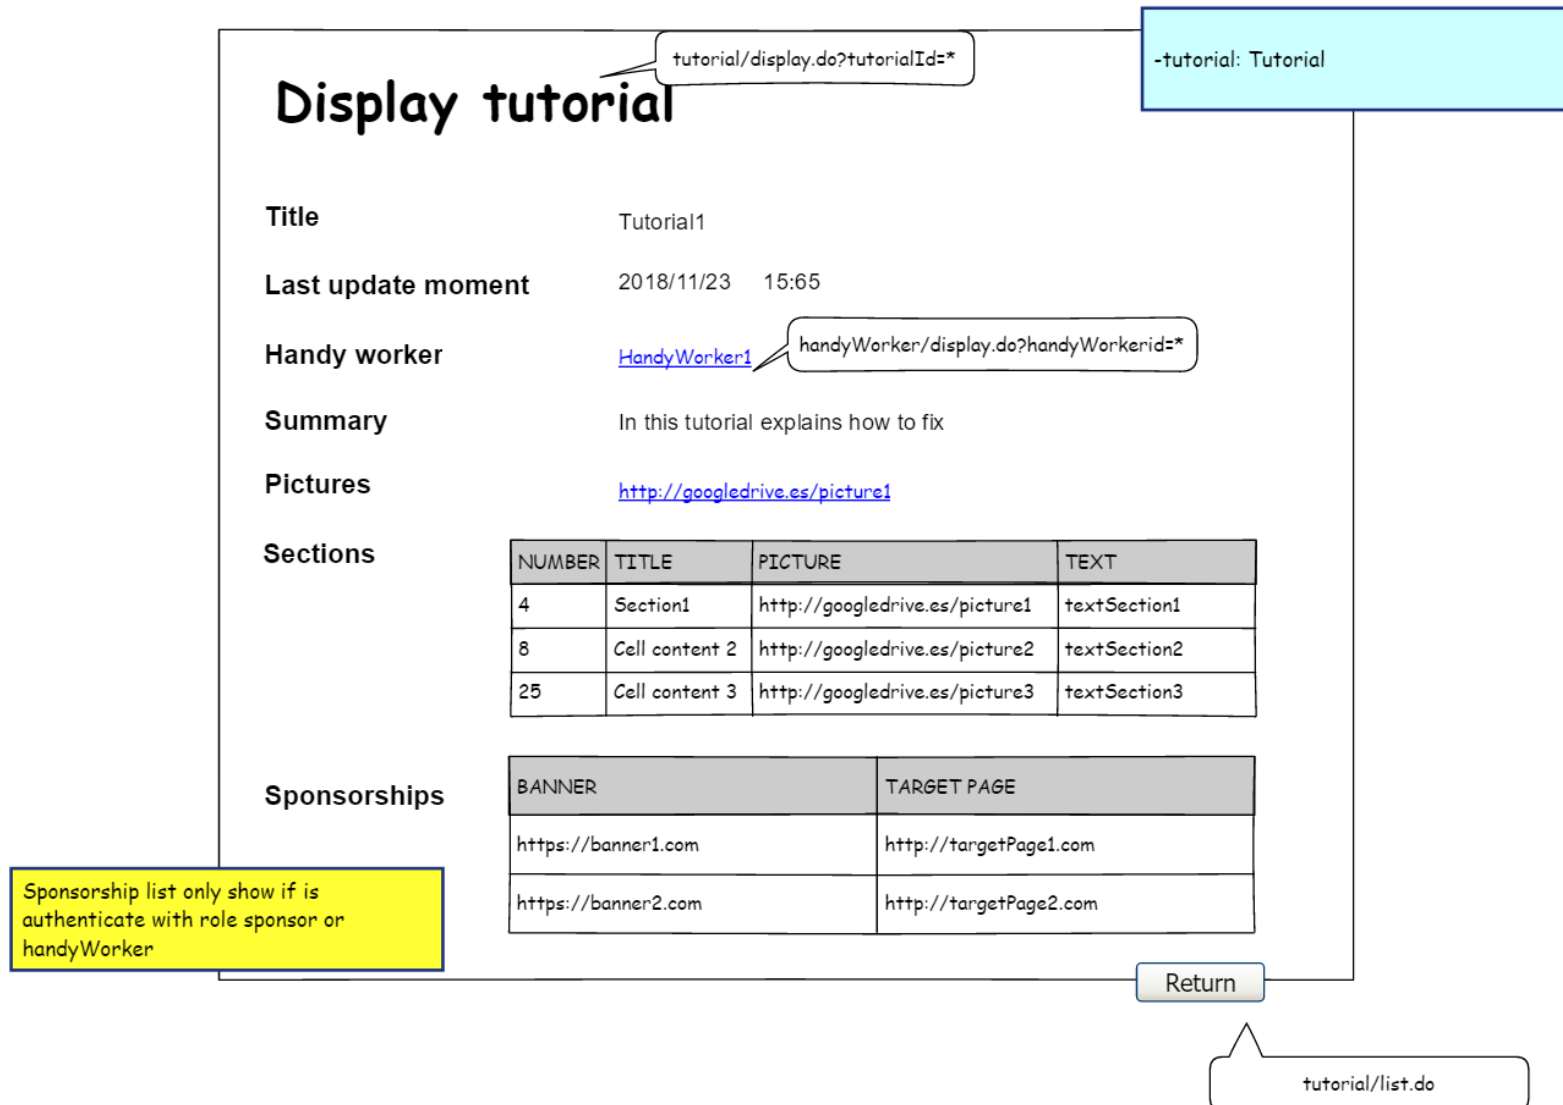 tutorial/display.do?tutorialId=*
-tutorial: Tutorial
Display tutorial
Title
Tutorial1
Last update moment
2018/11/23 15:65
Handy worker
HandyWorker1
handyWorker/display.do?handyWorkerid=*
Summary
In this tutorial explains how to fix
Pictures
http://googledrive.es/picture1
Sections
NUMBER TITLE PICTURE TEXT
4 Section1 http://googledrive.es/picture1 textSection1
8 Cell content 2 http://googledrive.es/picture2 textSection2
25 Cell content 3 http://googledrive.es/picture3 textSection3
Sponsorships
BANNER TARGET PAGE
https://banner1.com http://targetPage1.com
https://banner2.com http://targetPage2.com
Sponsorship list only show if is
authenticate with role sponsor or
handyWorker
Return
tutorial/list.do